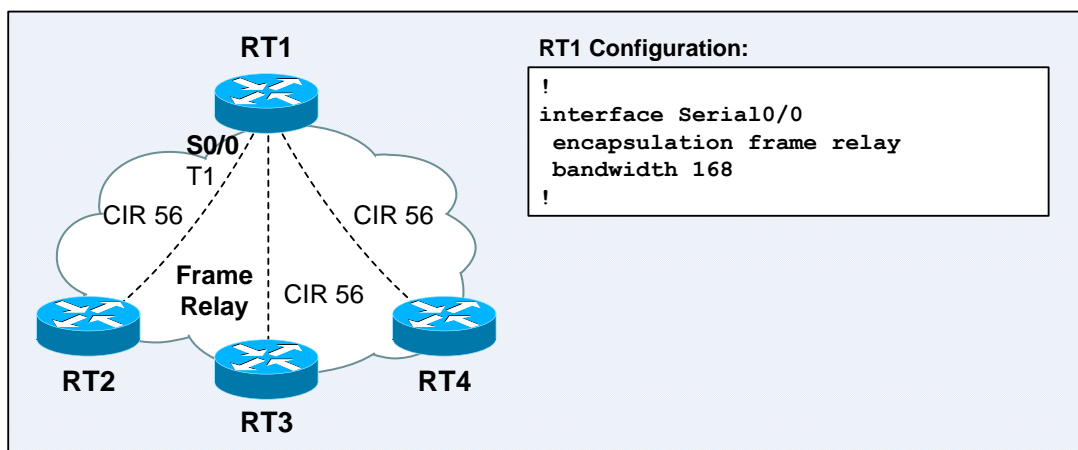 RT1
RT1 Configuration:
!
interface Serial0/0
encapsulation frame relay
bandwidth 168
!
S0/0
T1
CIR 56
CIR 56
Frame
Relay
CIR 56
RT2
RT4
RT3